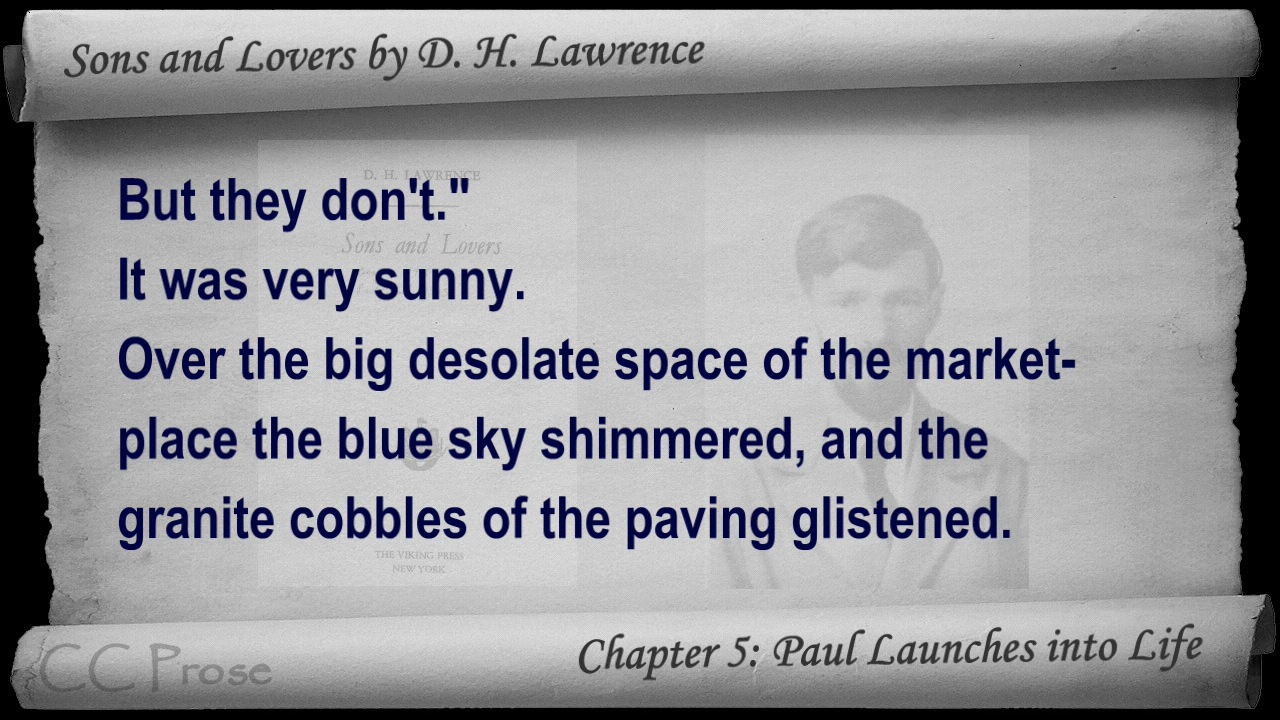 Sons and Lovers by D. H. Lawrence
D. H. LAWRENCE
But they don't."
Sons and Lovers
It was very sunny.
Over the big desolate space of the market-
place the blue sky shimmered, and the
granite cobbles of the paving glistened.
THE VIKING PRESS
NEW YORK
Chapter 5: Paul Launches into Life
CC Prose